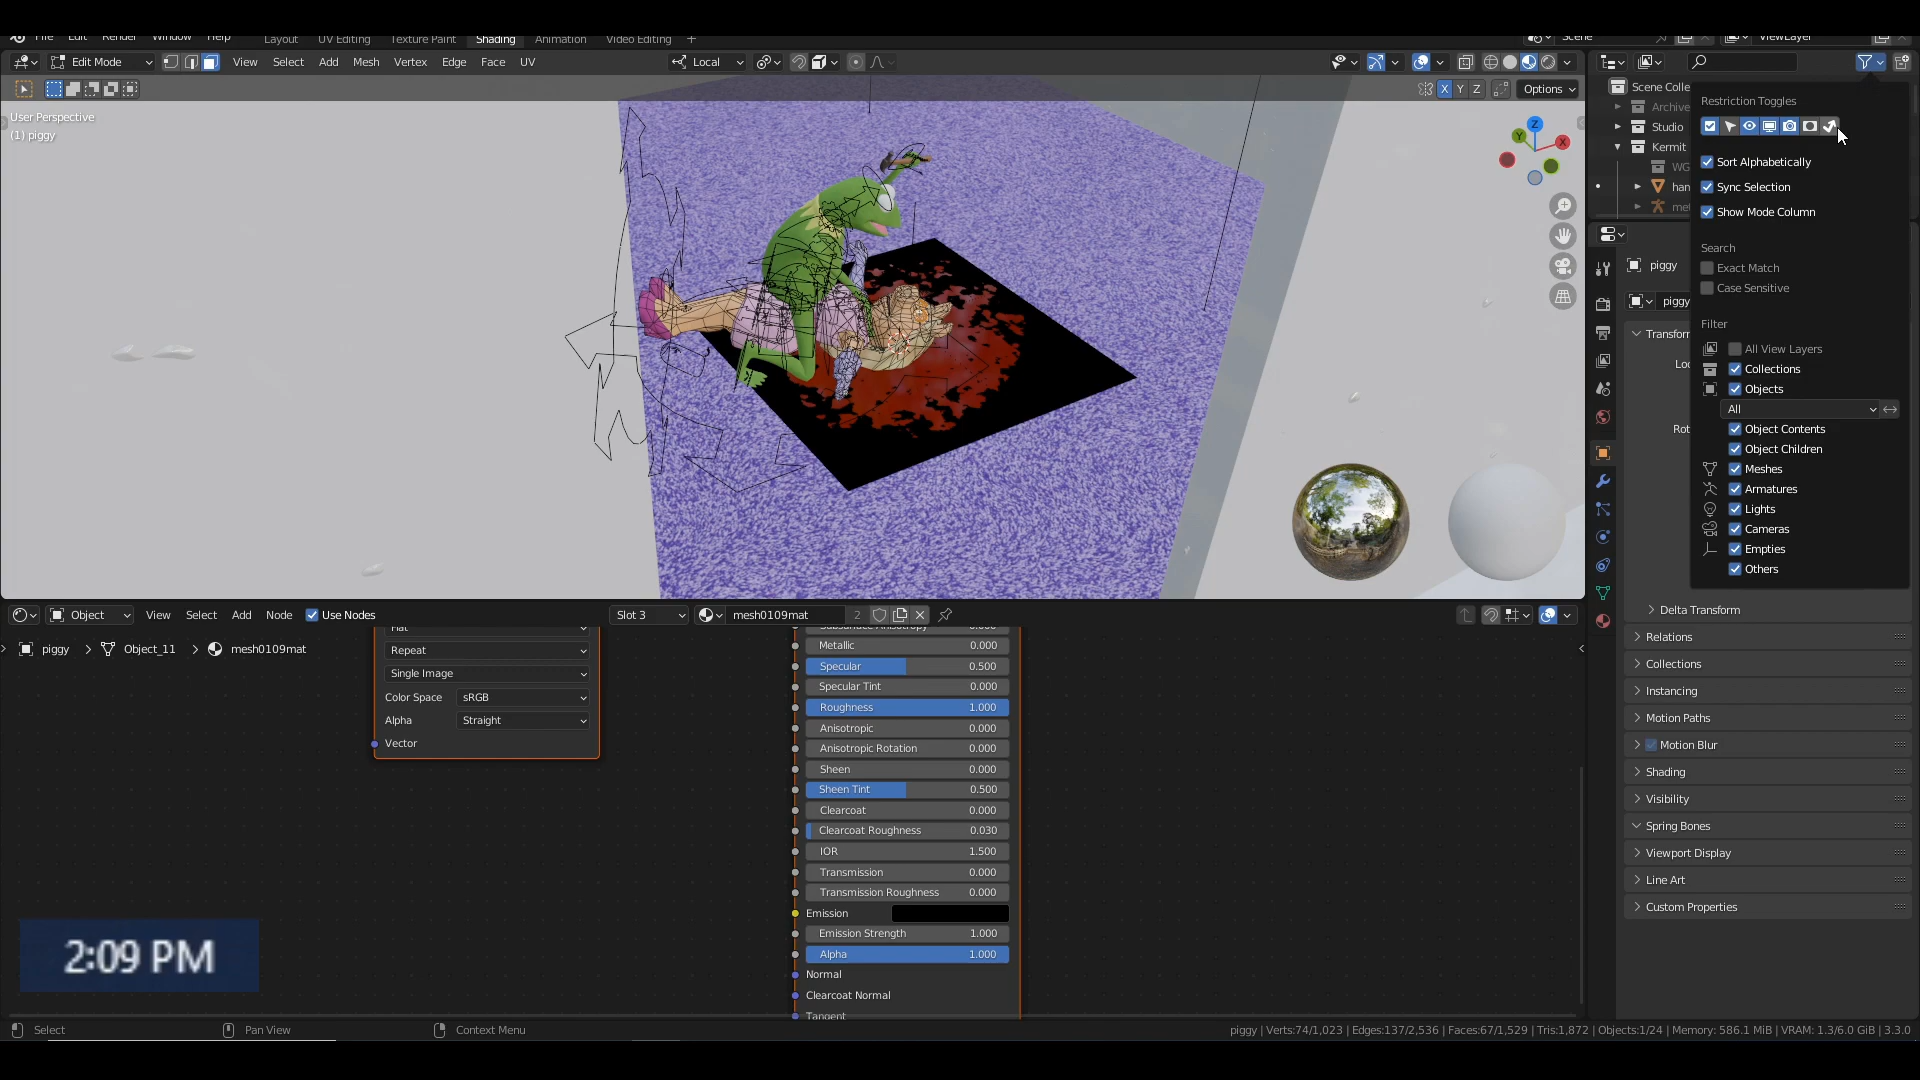 File Edit Render Window Help Layout UV Editing Texture Paint Shading Animation Video Editing + Scene ViewLayer
Edit Mode View Select Add Mesh Vertex Edge Face UV Local
X Y Z Options
User Perspective
(1) piggy
Z
Y
X
Scene Colle
Archive
Studio
Kermit
WG
han
met
piggy
piggy
Transform
Loc
Rot
Restriction Toggles
Sort Alphabetically
Sync Selection
Show Mode Column
Search
Exact Match
Case Sensitive
Filter
All View Layers
Collections
Objects
All
Object Contents
Object Children
Meshes
Armatures
Lights
Cameras
Empties
Others
Delta Transform
Relations
Collections
Instancing
Motion Paths
Motion Blur
Shading
Visibility
Spring Bones
Viewport Display
Line Art
Custom Properties
Object View Select Add Node Use Nodes Slot 3 mesh0109mat 2
piggy > Object_11 > mesh0109mat
Flat
Repeat
Single Image
Color Space sRGB
Alpha Straight
Vector
Subsurface Anisotropy 0.000
Metallic 0.000
Specular 0.500
Specular Tint 0.000
Roughness 1.000
Anisotropic 0.000
Anisotropic Rotation 0.000
Sheen 0.000
Sheen Tint 0.500
Clearcoat 0.000
Clearcoat Roughness 0.030
IOR 1.500
Transmission 0.000
Transmission Roughness 0.000
Emission
Emission Strength 1.000
Alpha 1.000
Normal
Clearcoat Normal
Tangent
2:09 PM
Select Pan View Context Menu piggy | Verts:74/1,023 | Edges:137/2,536 | Faces:67/1,529 | Tris:1,872 | Objects:1/24 | Memory: 586.1 MiB | VRAM: 1.3/6.0 GiB | 3.3.0